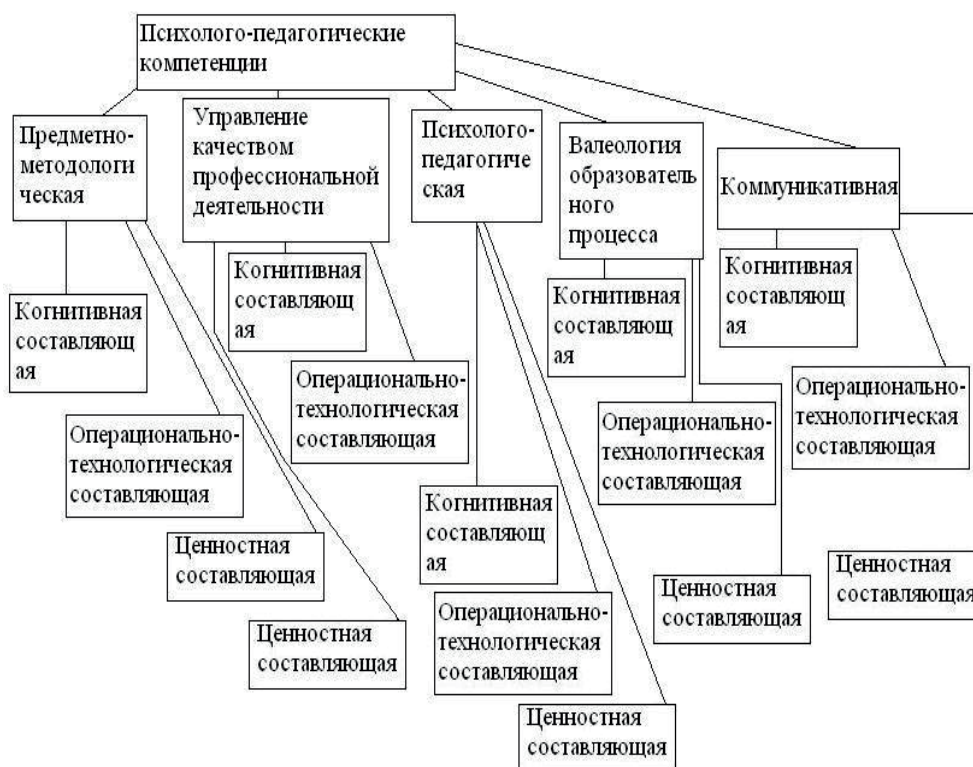 Психолого-педагогические
компетенции
Предметно-
методологи
ческая
Управление
качеством
профессиональной
деятельности
Психолого-
педагогиче
ская
Валеология
образователь
ного
процесса
Коммуникативная
Когнитивная
составляющ
ая
Когнитивная
составляющ
ая
Когнитивная
составляющ
ая
Когнитивная
составляющ
ая
Операционально-
технологическая
составляющая
Операционально-
технологическая
составляющая
Операционально-
технологическая
составляющая
Операционально-
технологическая
составляющая
Когнитивная
составляющ
ая
Ценностная
составляющая
Ценностная
составляющая
Ценностная
составляющая
Операционально-
технологическая
составляющая
Ценностная
составляющая
Ценностная
составляющая